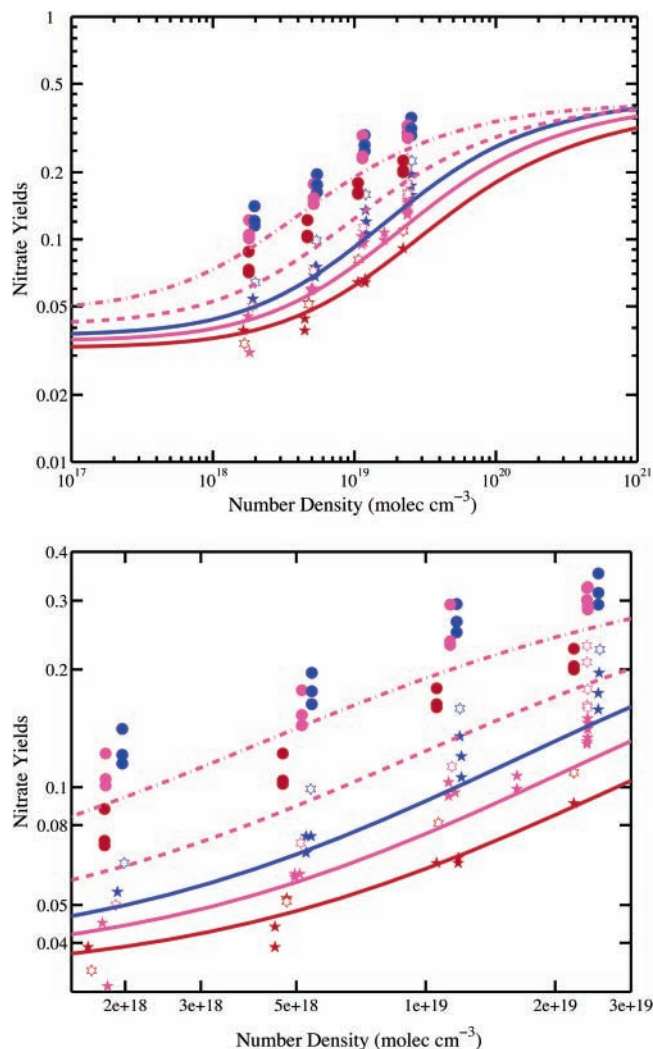 1
0.5
0.2
0.1
0.05
0.02
0.01
Nitrate Yields
10^17
10^18
10^19
10^20
10^21
Number Density (molec cm^−3)
0.4
0.3
0.2
0.1
0.08
0.05
0.04
Nitrate Yields
2e+18
3e+18
5e+18
1e+19
2e+19
3e+19
Number Density (molec cm^−3)